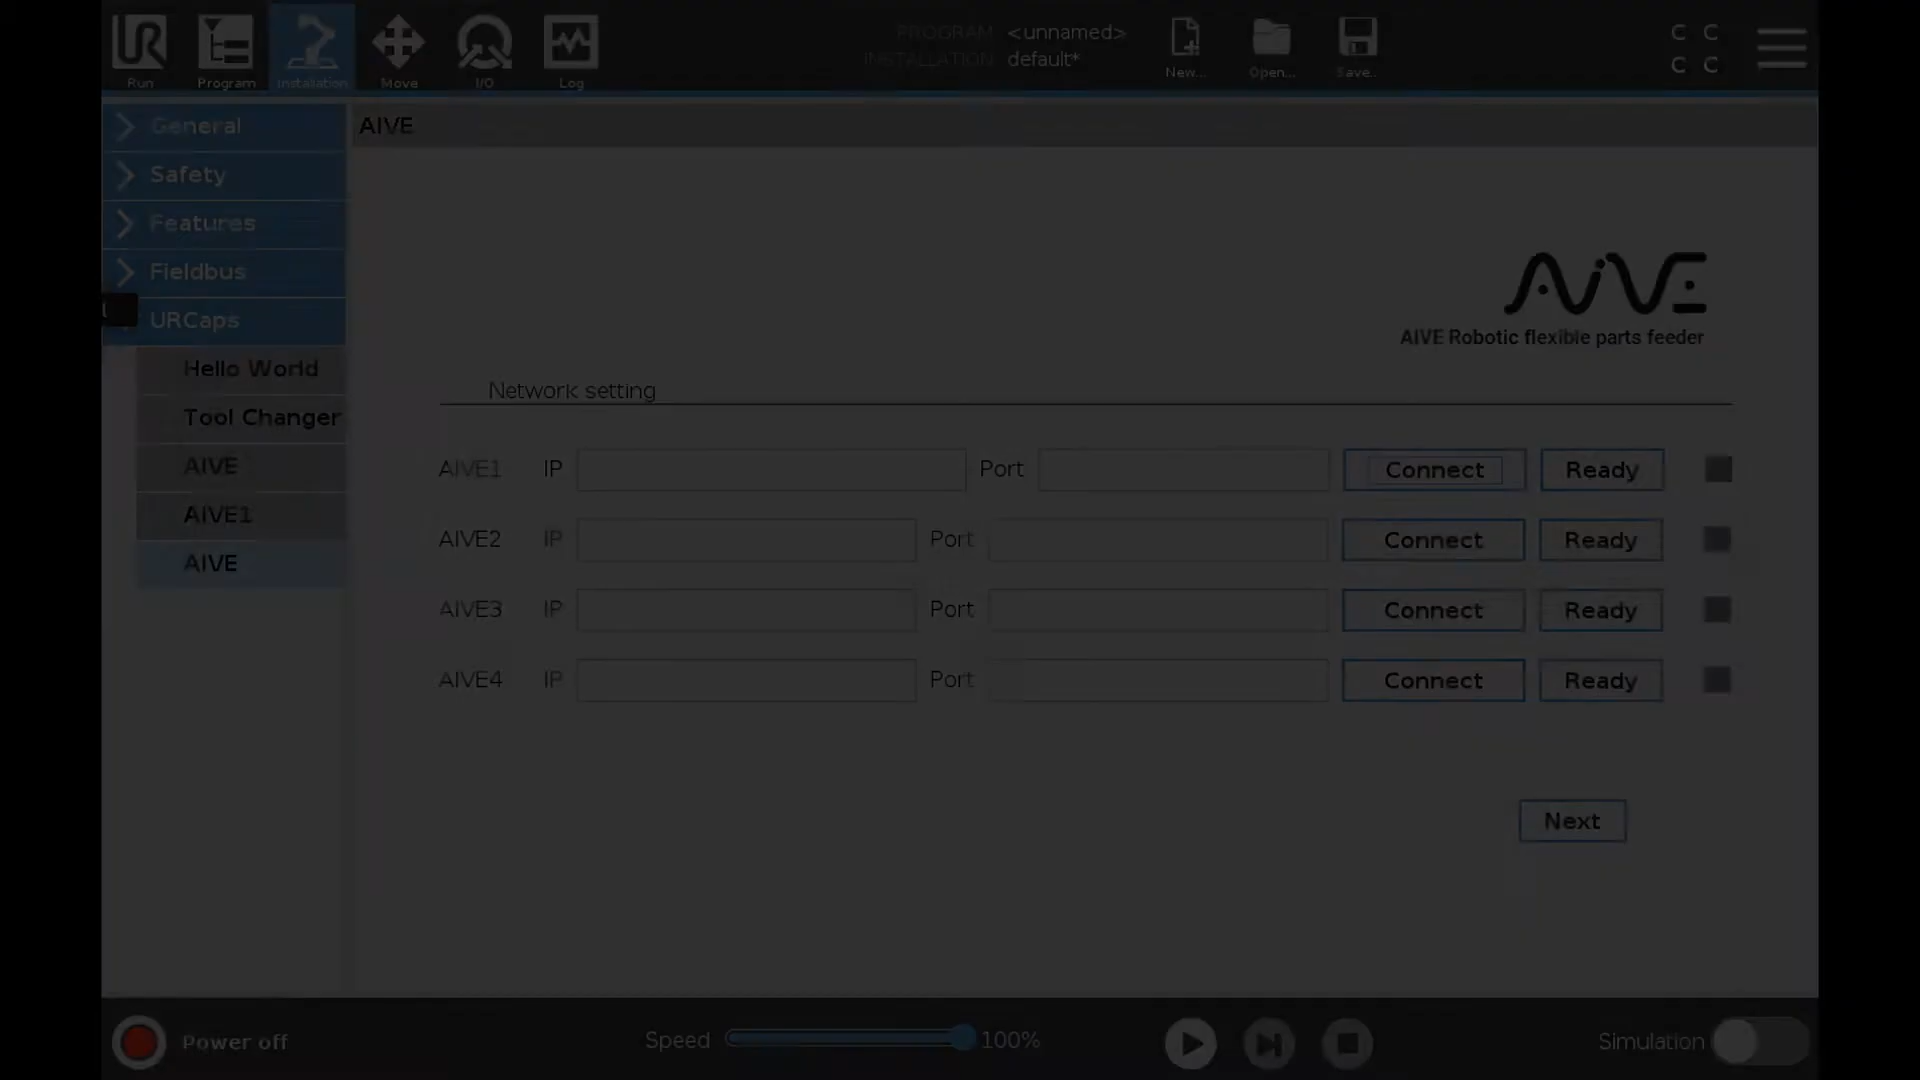 UR
Run
Program
Installation
Move
I/O
Log
PROGRAM <unnamed>
INSTALLATION default*
New...
Open...
Save..
C C
C C
General
Safety
Features
Fieldbus
URCaps
Hello World
Tool Changer
AIVE
AIVE1
AIVE
AIVE
AiVE
AIVE Robotic flexible parts feeder
Network setting
AIVE1 IP Port Connect Ready
AIVE2 IP Port Connect Ready
AIVE3 IP Port Connect Ready
AIVE4 IP Port Connect Ready
Next
Power off
Speed 100%
Simulation